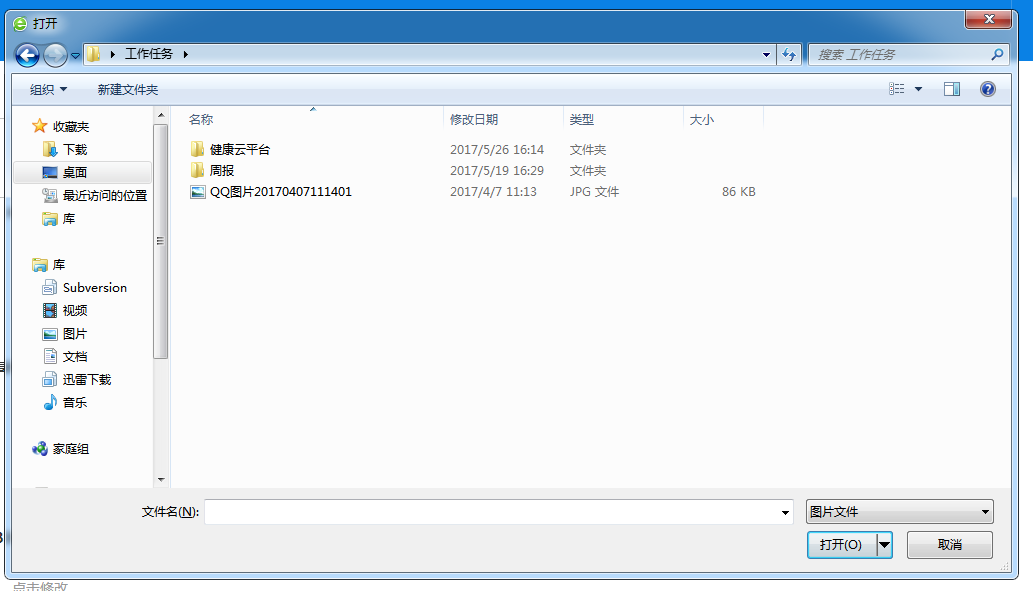 打开
工作任务
搜索 工作任务
组织 新建文件夹
收藏夹
下载
桌面
最近访问的位置
库
库
Subversion
视频
图片
文档
迅雷下载
音乐
家庭组
名称 修改日期 类型 大小
健康云平台 2017/5/26 16:14 文件夹
周报 2017/5/19 16:29 文件夹
QQ图片20170407111401 2017/4/7 11:13 JPG 文件 86 KB
文件名(N): 图片文件
打开(O) 取消
点击修改